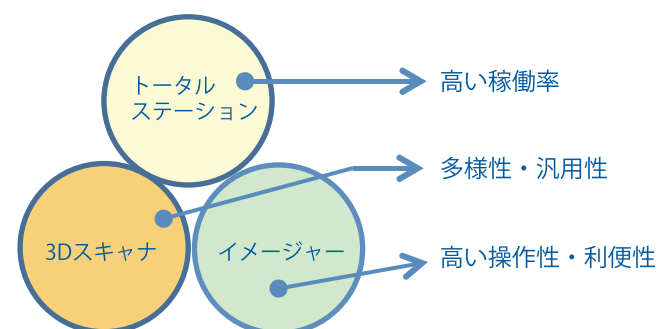 トータル
ステーション
高い稼働率
多様性・汎用性
3Dスキャナ
イメージャー
高い操作性・利便性